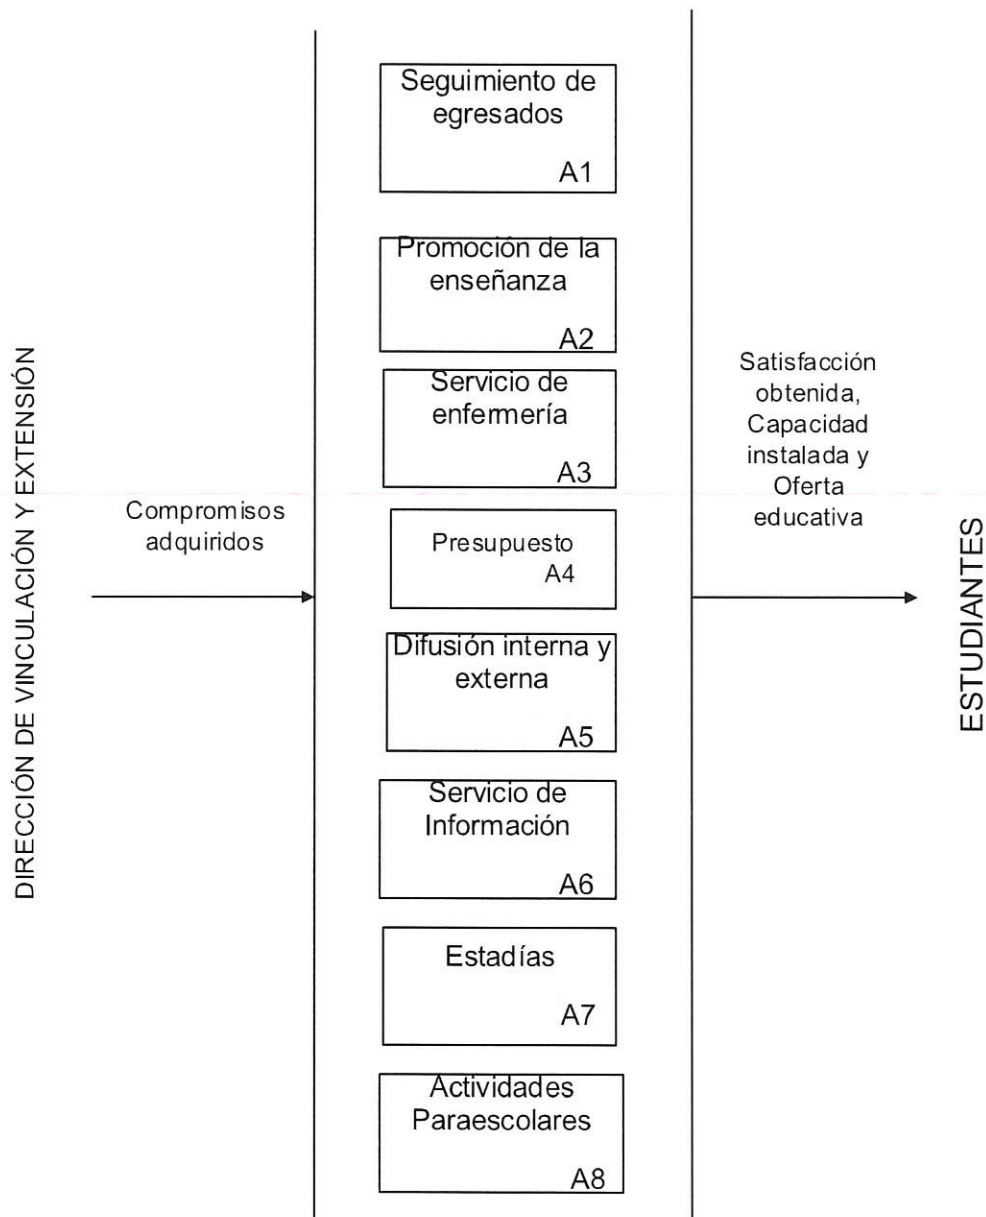 DIRECCIÓN DE VINCULACIÓN Y EXTENSIÓN
Compromisos
adquiridos
Seguimiento de
egresados
A1
Promoción de la
enseñanza
A2
Servicio de
enfermería
A3
Presupuesto
A4
Difusión interna y
externa
A5
Servicio de
Información
A6
Estadías
A7
Actividades
Paraescolares
A8
Satisfacción
obtenida,
Capacidad
instalada y
Oferta
educativa
ESTUDIANTES